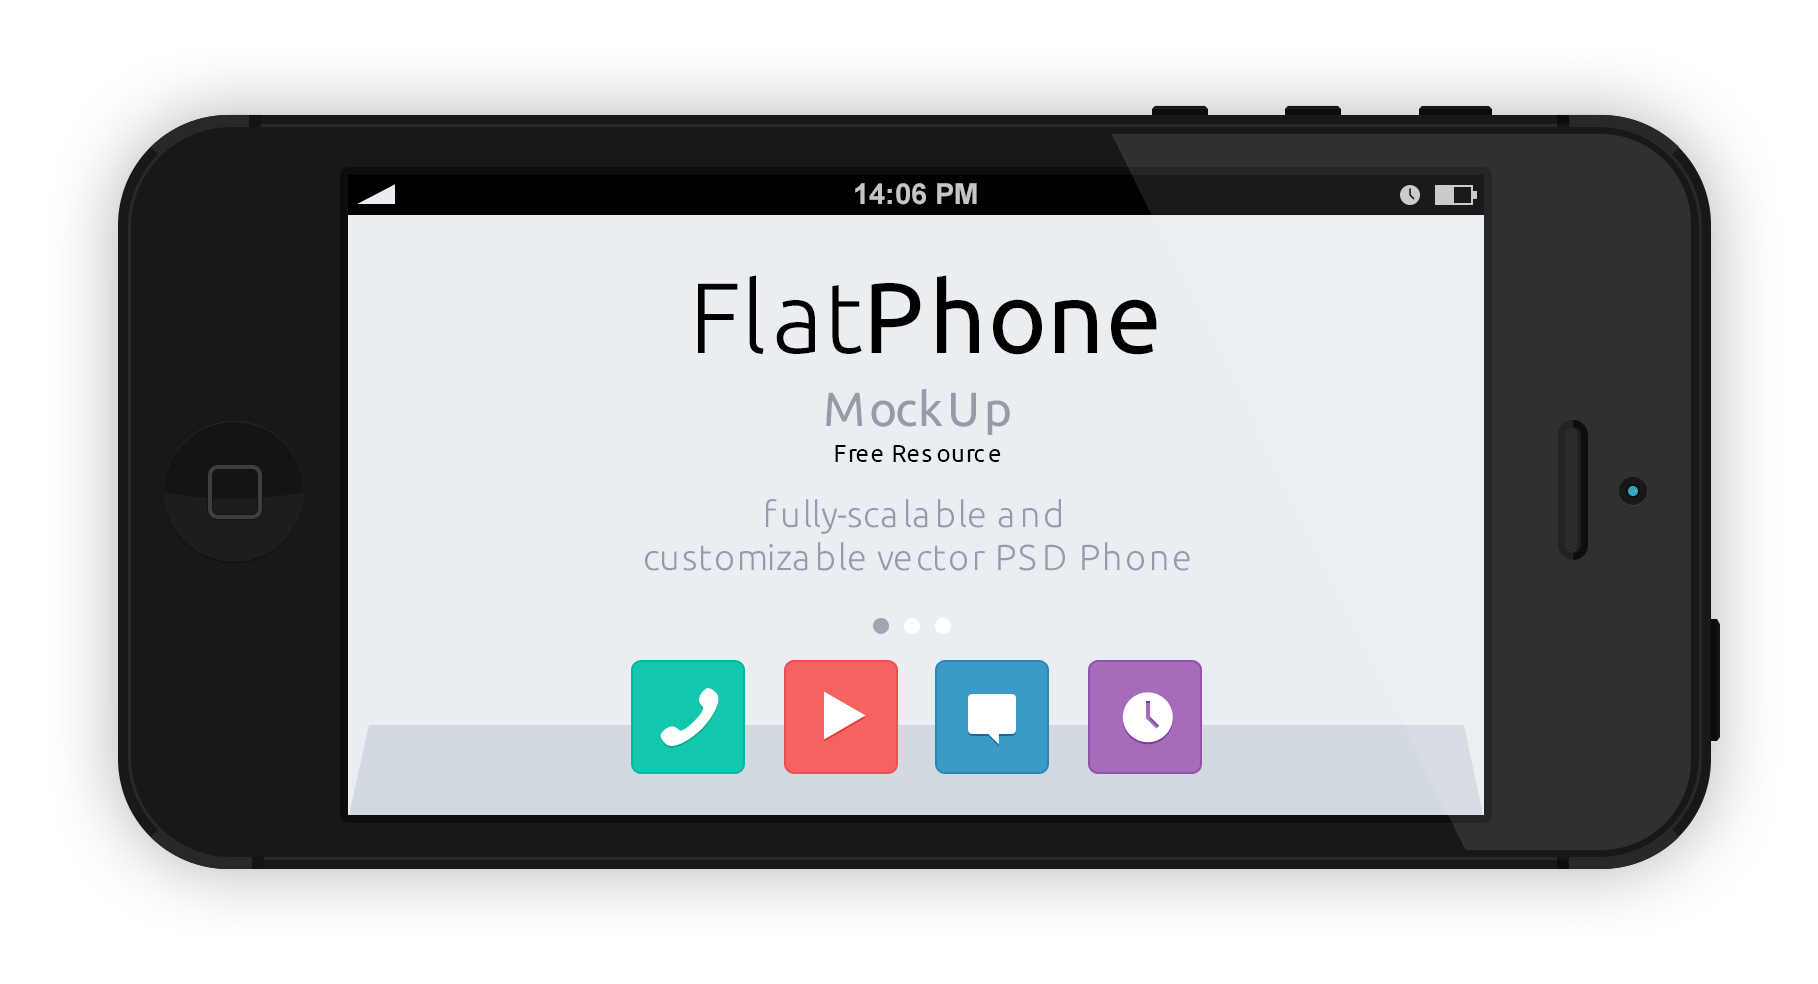 14:06 PM
FlatPhone
MockUp
Free Resource
fully-scalable and
customizable vector PSD Phone